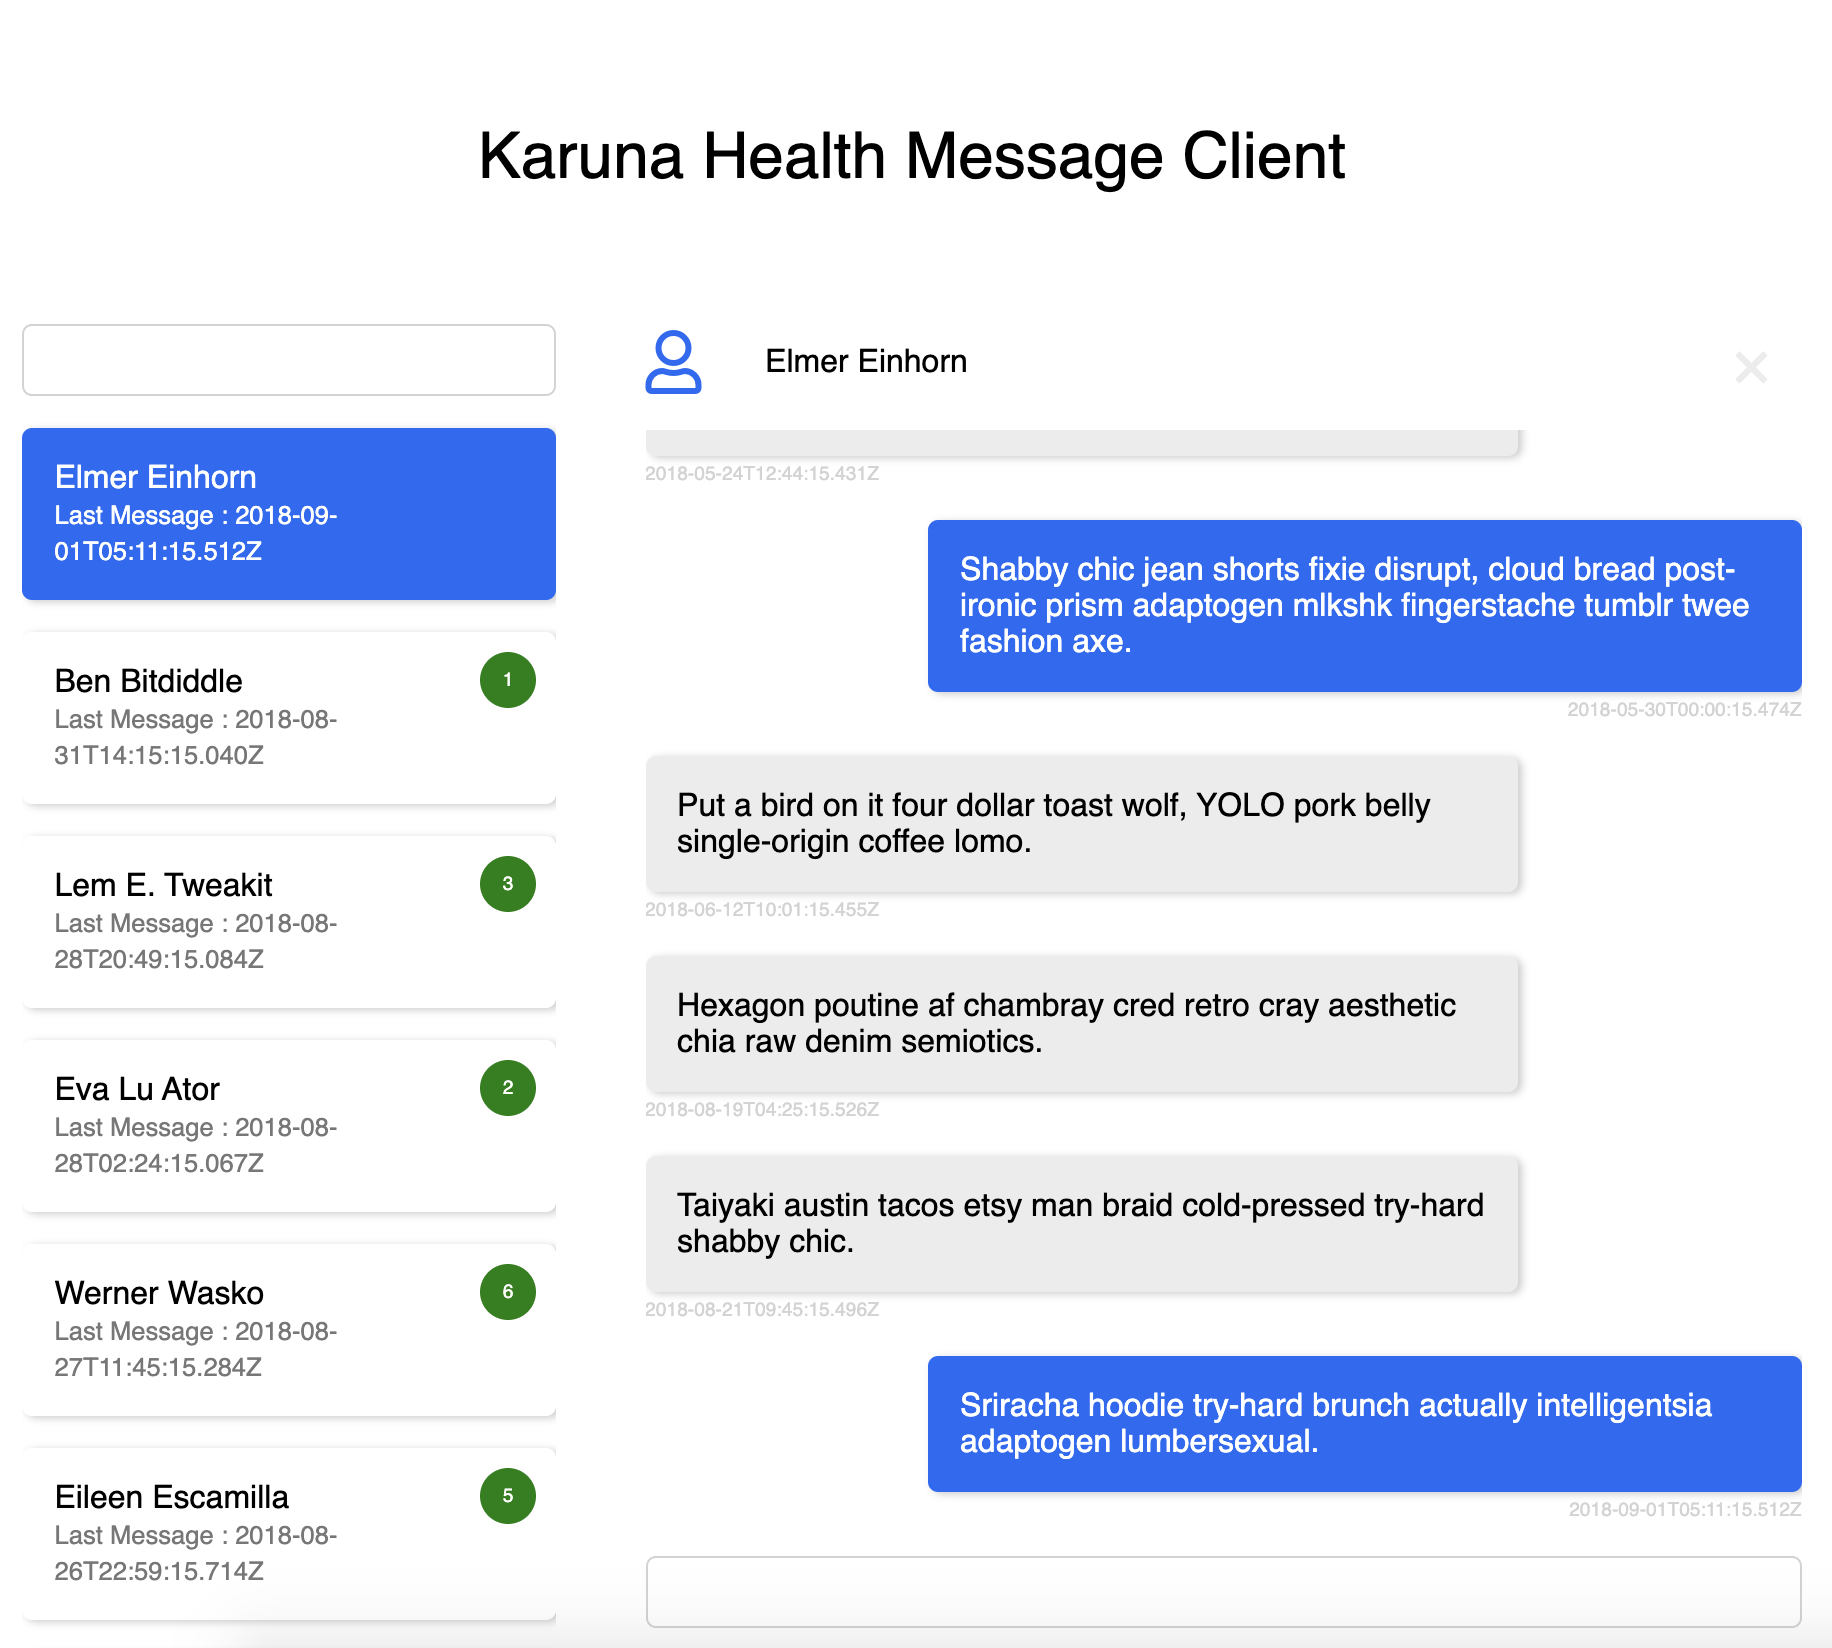 Karuna Health Message Client
Elmer Einhorn
Last Message : 2018-09-
01T05:11:15.512Z
Ben Bitdiddle
1
Last Message : 2018-08-
31T14:15:15.040Z
Lem E. Tweakit
3
Last Message : 2018-08-
28T20:49:15.084Z
Eva Lu Ator
2
Last Message : 2018-08-
28T02:24:15.067Z
Werner Wasko
6
Last Message : 2018-08-
27T11:45:15.284Z
Eileen Escamilla
5
Last Message : 2018-08-
26T22:59:15.714Z
Elmer Einhorn
2018-05-24T12:44:15.431Z
Shabby chic jean shorts fixie disrupt, cloud bread post-
ironic prism adaptogen mlkshk fingerstache tumblr twee
fashion axe.
2018-05-30T00:00:15.474Z
Put a bird on it four dollar toast wolf, YOLO pork belly
single-origin coffee lomo.
2018-06-12T10:01:15.455Z
Hexagon poutine af chambray cred retro cray aesthetic
chia raw denim semiotics.
2018-08-19T04:25:15.526Z
Taiyaki austin tacos etsy man braid cold-pressed try-hard
shabby chic.
2018-08-21T09:45:15.496Z
Sriracha hoodie try-hard brunch actually intelligentsia
adaptogen lumbersexual.
2018-09-01T05:11:15.512Z